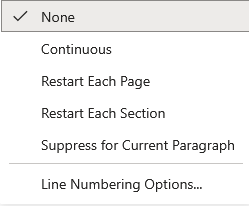 None
Continuous
Restart Each Page
Restart Each Section
Suppress for Current Paragraph
Line Numbering Options...